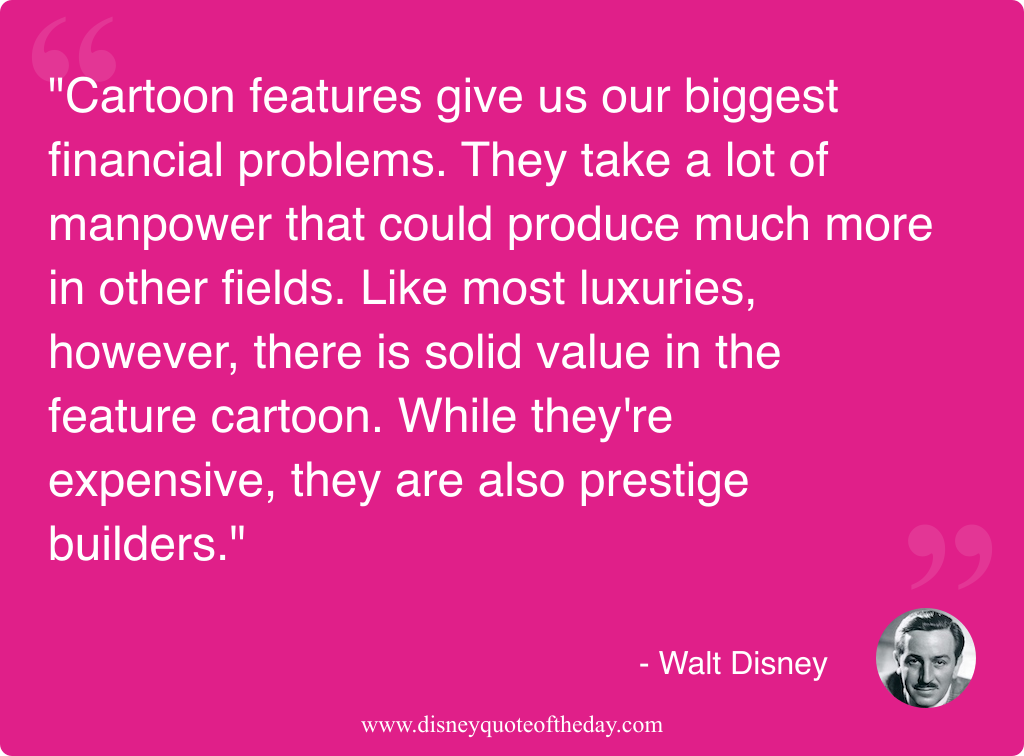 "Cartoon features give us our biggest
financial problems. They take a lot of
manpower that could produce much more
in other fields. Like most luxuries,
however, there is solid value in the
feature cartoon. While they're
expensive, they are also prestige
builders."
- Walt Disney
www.disneyquoteoftheday.com